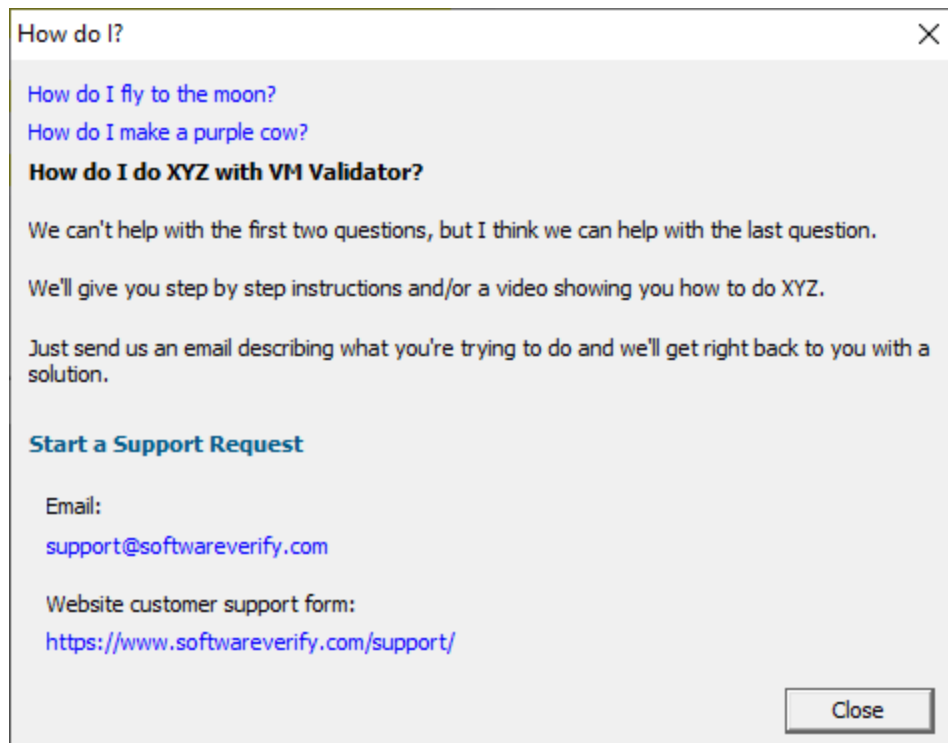 How do I?
How do I fly to the moon?
How do I make a purple cow?
How do I do XYZ with VM Validator?
We can't help with the first two questions, but I think we can help with the last question.
We'll give you step by step instructions and/or a video showing you how to do XYZ.
Just send us an email describing what you're trying to do and we'll get right back to you with a
solution.
Start a Support Request
Email:
support@softwareverify.com
Website customer support form:
https://www.softwareverify.com/support/
Close